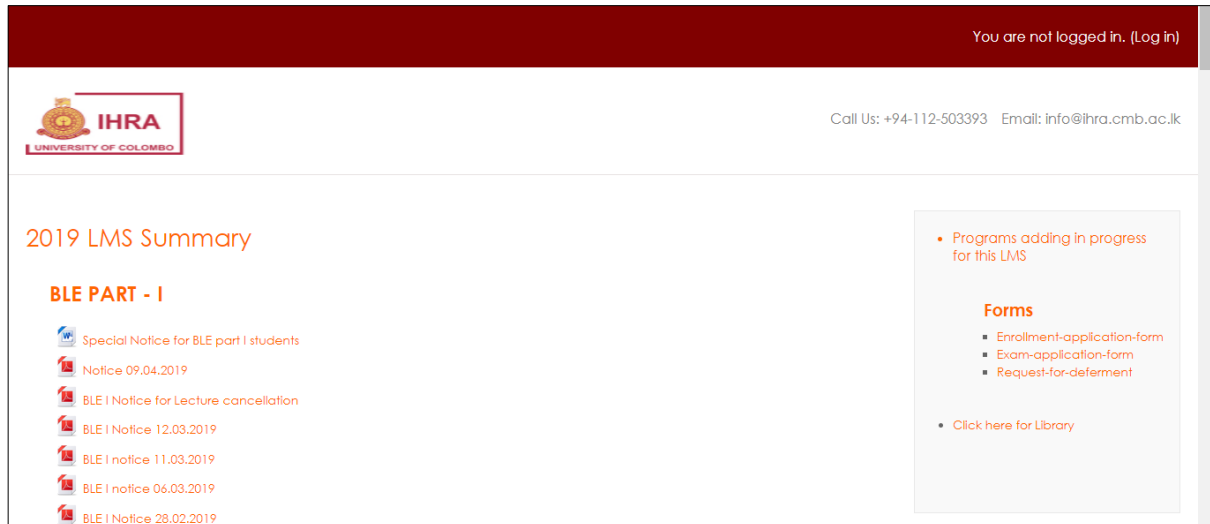 You are not logged in. (Log in)
IHRA
UNIVERSITY OF COLOMBO
Call Us: +94-112-503393 Email: info@ihra.cmb.ac.lk
2019 LMS Summary
BLE PART - I
Special Notice for BLE part I students
Notice 09.04.2019
BLE I Notice for Lecture cancellation
BLE I Notice 12.03.2019
BLE I notice 11.03.2019
BLE I notice 06.03.2019
BLE I Notice 28.02.2019
Programs adding in progress
for this LMS
Forms
Enrollment-application-form
Exam-application-form
Request-for-deferment
Click here for Library